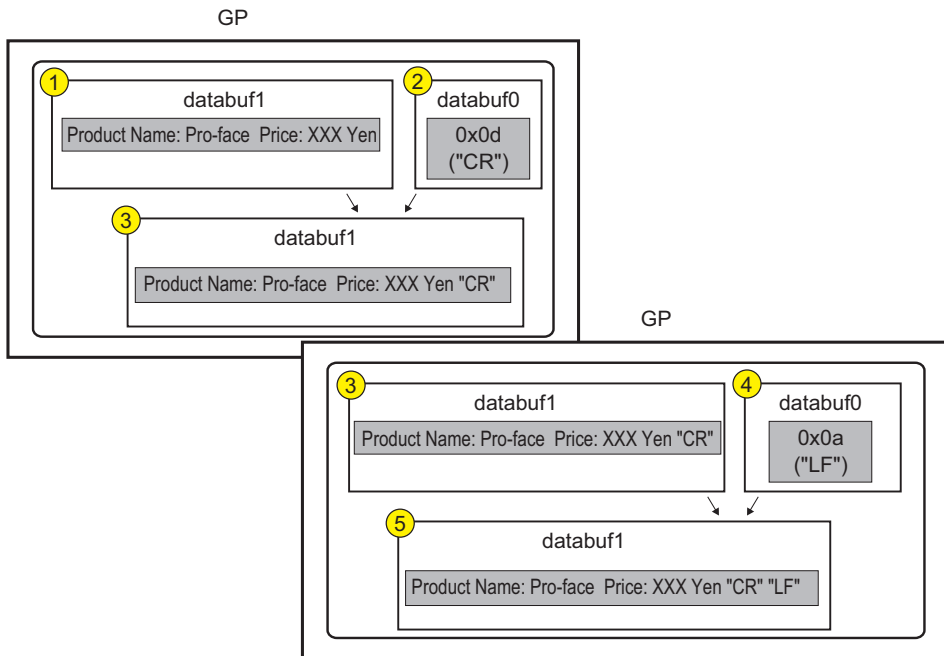 GP
1
databuf1
Product Name: Pro-face  Price: XXX Yen
2
databuf0
0x0d
("CR")
3
databuf1
Product Name: Pro-face  Price: XXX Yen "CR"
GP
3
databuf1
Product Name: Pro-face  Price: XXX Yen "CR"
4
databuf0
0x0a
("LF")
5
databuf1
Product Name: Pro-face  Price: XXX Yen "CR" "LF"